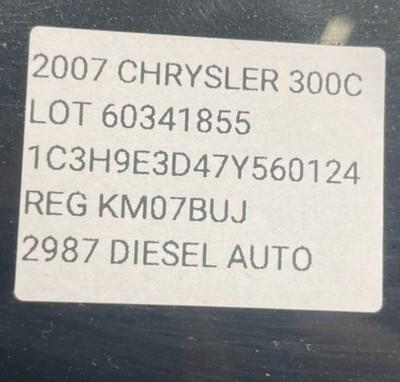 2007 CHRYSLER 300C
LOT 60341855
1C3H9E3D47Y560124
REG KM07BUJ
2987 DIESEL AUTO